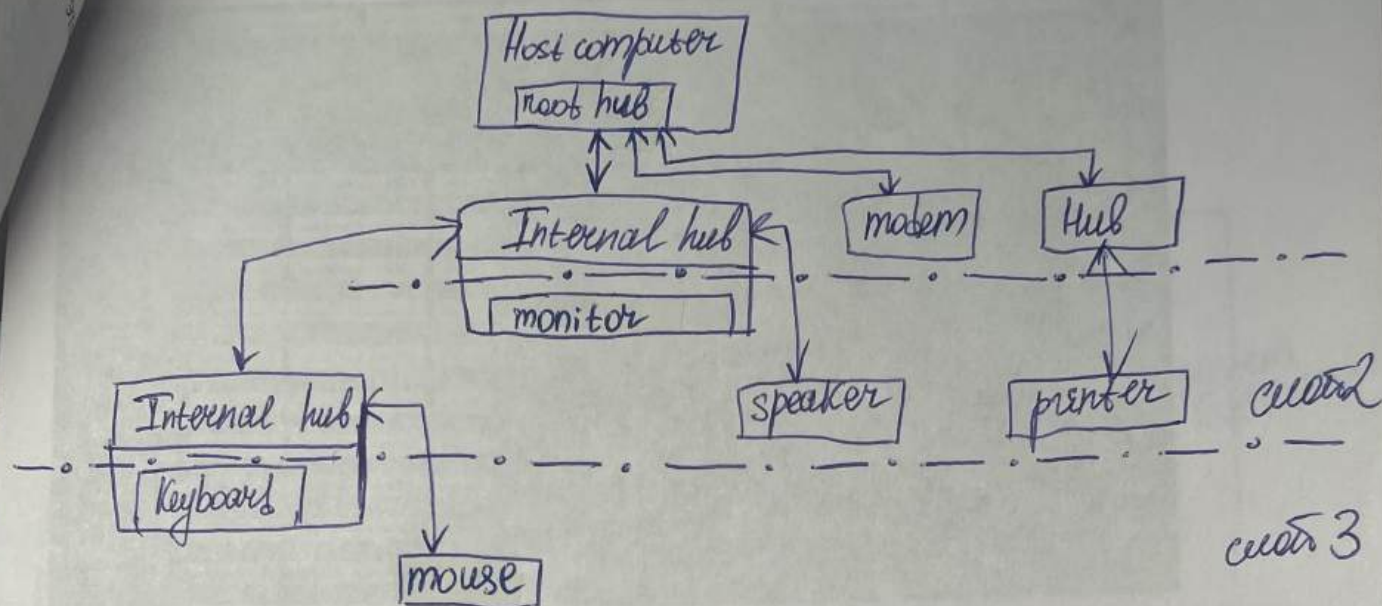 Host computer
root hub
Internal hub
modem
Hub
monitor
Internal hub
speaker
printer
слой 2
Keyboard
слой 3
mouse